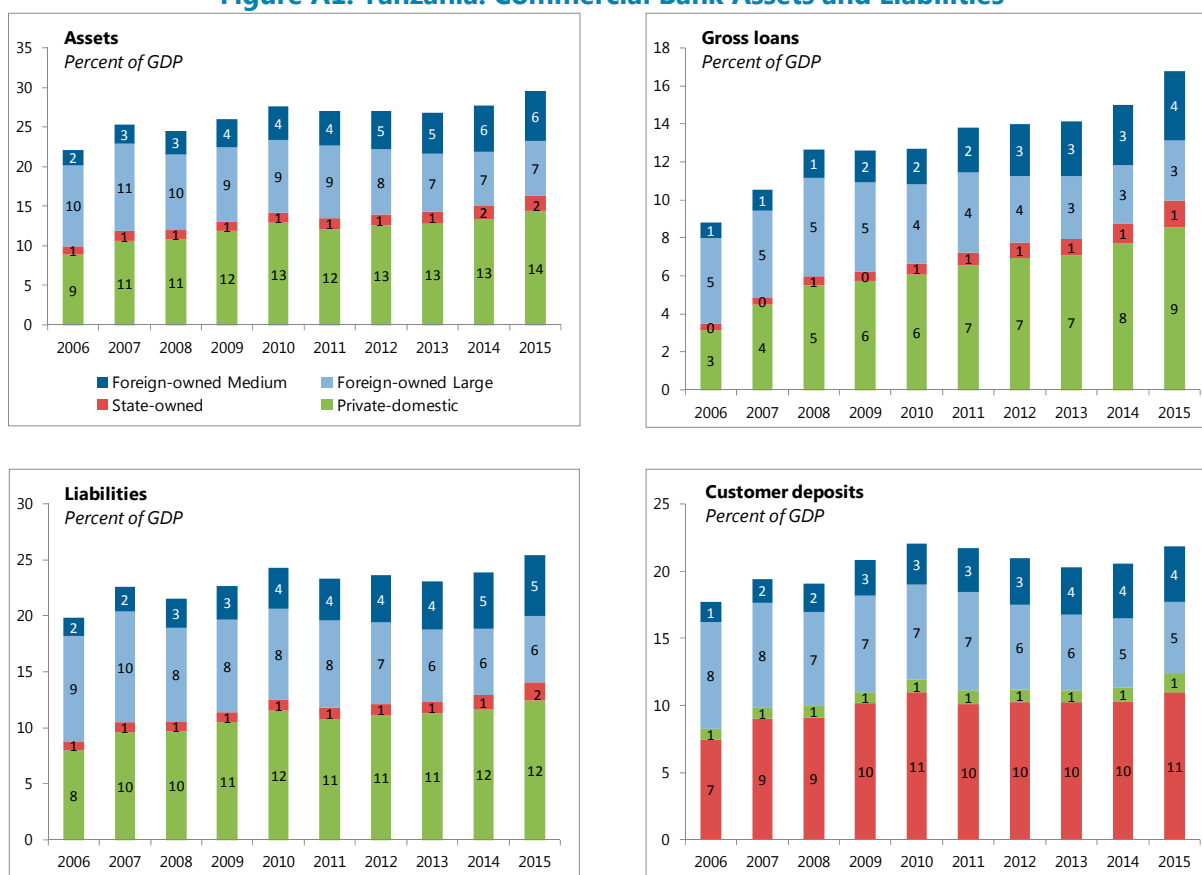 Figure A1. Tanzania: Commercial Bank Assets and Liabilities
Assets
Percent of GDP
35
30
25
20
15
10
5
0
2 3 3 4 4 4 5 5 6 6
10 11 10 9 9 9 8 7 7 7
1 1 1 1 1 1 1 1 2 2
9 11 11 12 13 12 13 13 13 14
2006 2007 2008 2009 2010 2011 2012 2013 2014 2015
Foreign-owned Medium Foreign-owned Large
State-owned Private-domestic
Gross loans
Percent of GDP
18
16
14
12
10
8
6
4
2
0
1 1 1 2 2 2 3 3 3 4
5 5 5 5 4 4 4 3 3 3
0 0 1 0 1 1 1 1 1 1
3 4 5 6 6 7 7 7 8 9
2006 2007 2008 2009 2010 2011 2012 2013 2014 2015
Liabilities
Percent of GDP
30
25
20
15
10
5
0
2 2 3 3 4 4 4 4 5 5
9 10 8 8 8 8 7 6 6 6
1 1 1 1 1 1 1 1 1 2
8 10 10 11 12 11 11 11 12 12
2006 2007 2008 2009 2010 2011 2012 2013 2014 2015
Customer deposits
Percent of GDP
25
20
15
10
5
0
1 2 2 3 3 3 3 4 4 4
8 8 7 7 7 7 6 6 5 5
1 1 1 1 1 1 1 1 1 1
7 9 9 10 11 10 10 10 10 11
2006 2007 2008 2009 2010 2011 2012 2013 2014 2015